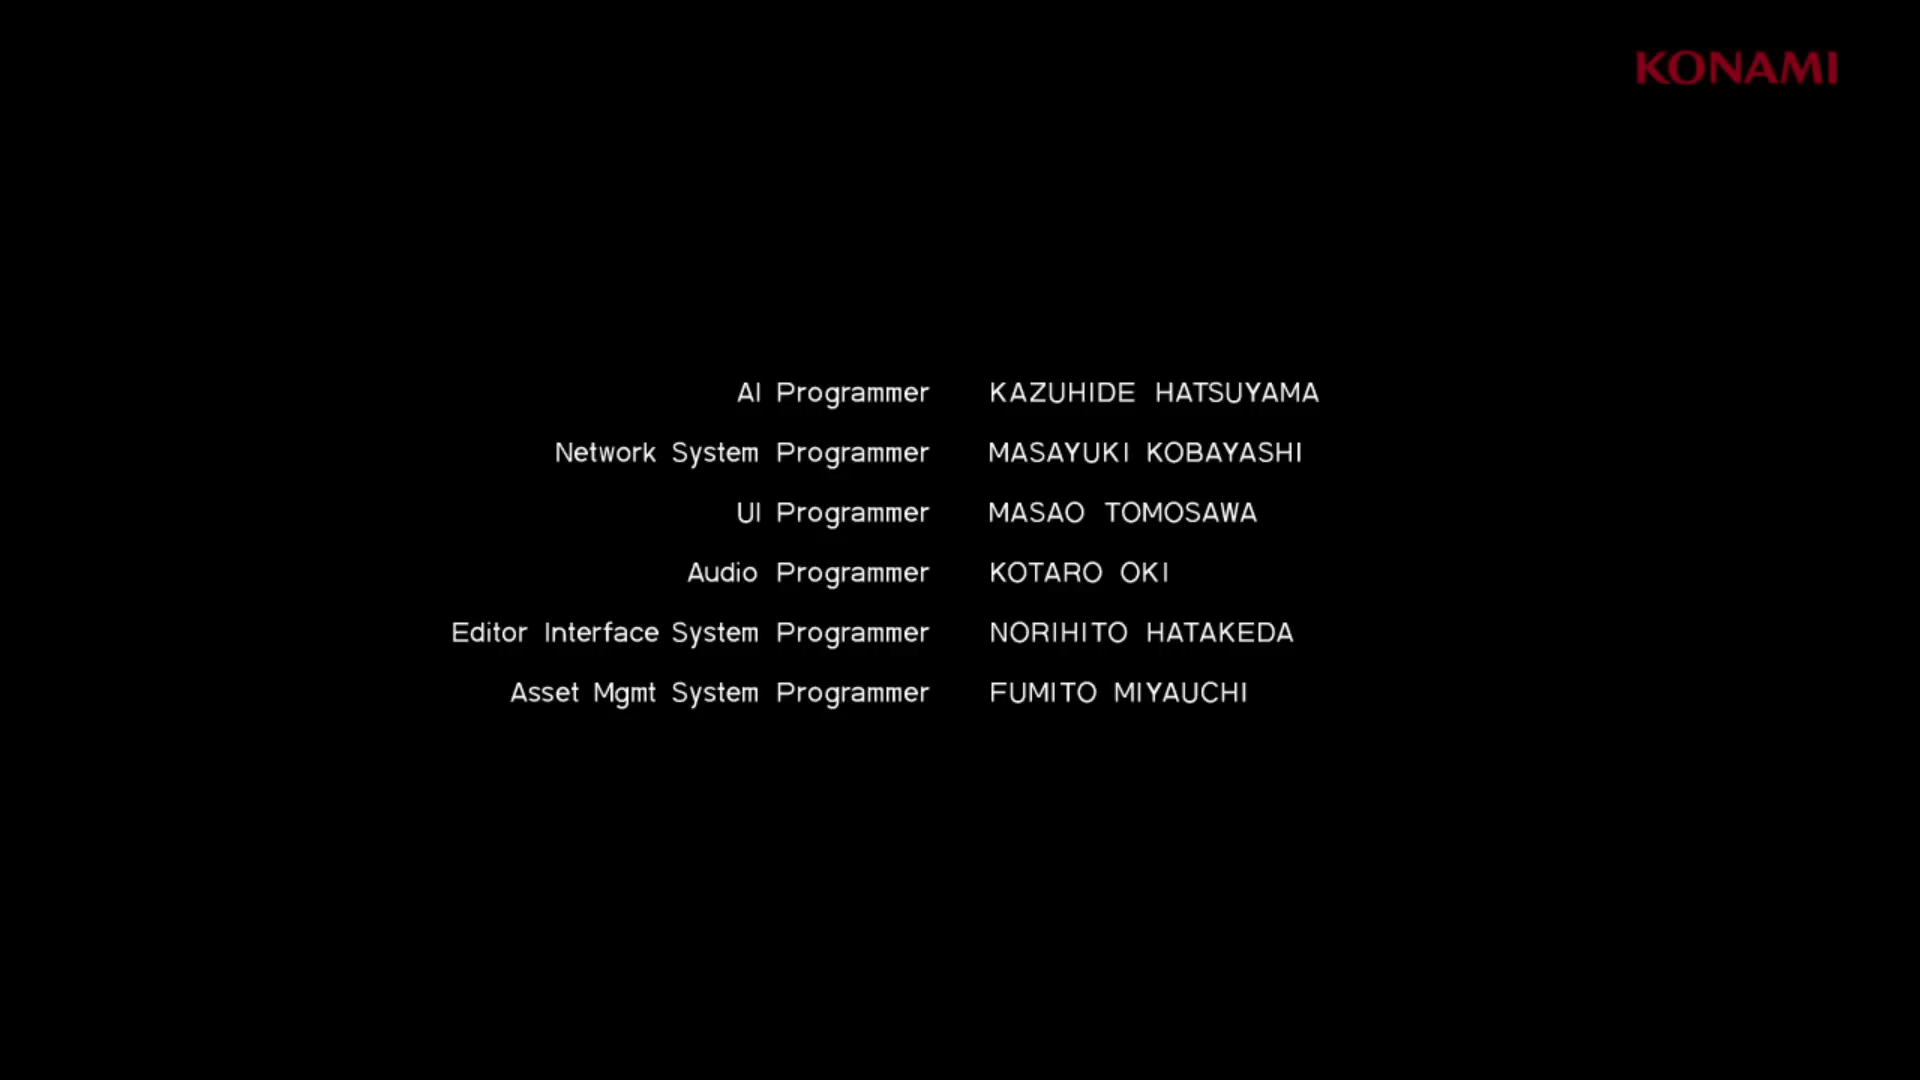 KONAMI
AI Programmer KAZUHIDE HATSUYAMA
Network System Programmer MASAYUKI KOBAYASHI
UI Programmer MASAO TOMOSAWA
Audio Programmer KOTARO OKI
Editor Interface System Programmer NORIHITO HATAKEDA
Asset Mgmt System Programmer FUMITO MIYAUCHI